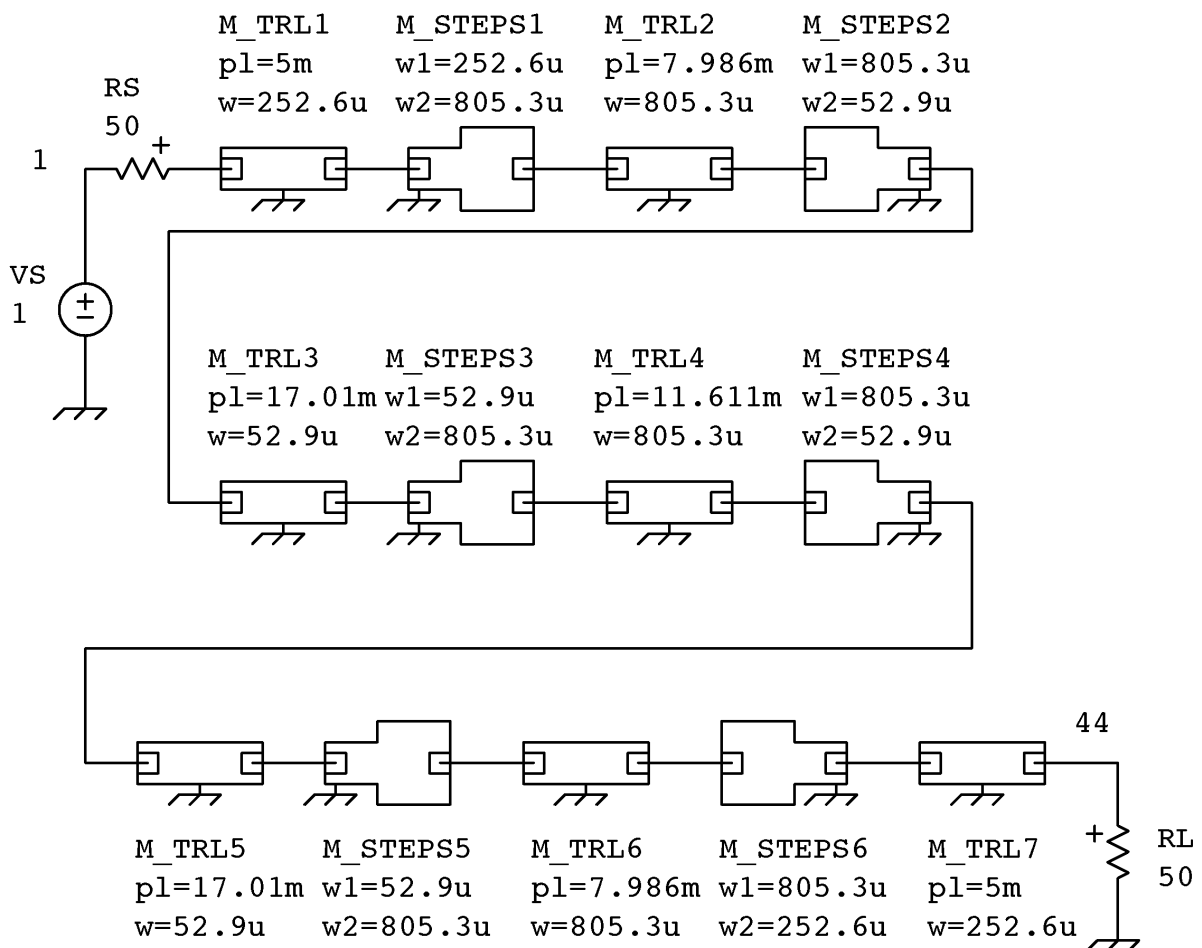 M_TRL1 M_STEPS1 M_TRL2 M_STEPS2
pl=5m w1=252.6u pl=7.986m w1=805.3u
w=252.6u w2=805.3u w=805.3u w2=52.9u
RS
50
+
1
VS
1
+
−
M_TRL3 M_STEPS3 M_TRL4 M_STEPS4
pl=17.01m w1=52.9u pl=11.611m w1=805.3u
w=52.9u w2=805.3u w=805.3u w2=52.9u
44
+
RL
50
M_TRL5 M_STEPS5 M_TRL6 M_STEPS6 M_TRL7
pl=17.01m w1=52.9u pl=7.986m w1=805.3u pl=5m
w=52.9u w2=805.3u w=805.3u w2=252.6u w=252.6u